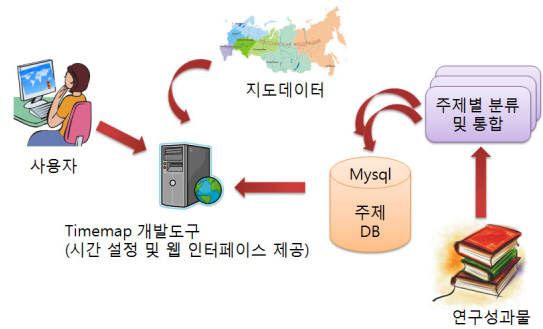 지도데이터
주제별 분류
및 통합
사용자
Mysql
주제
DB
Timemap 개발도구
(시간 설정 및 웹 인터페이스 제공)
연구성과물